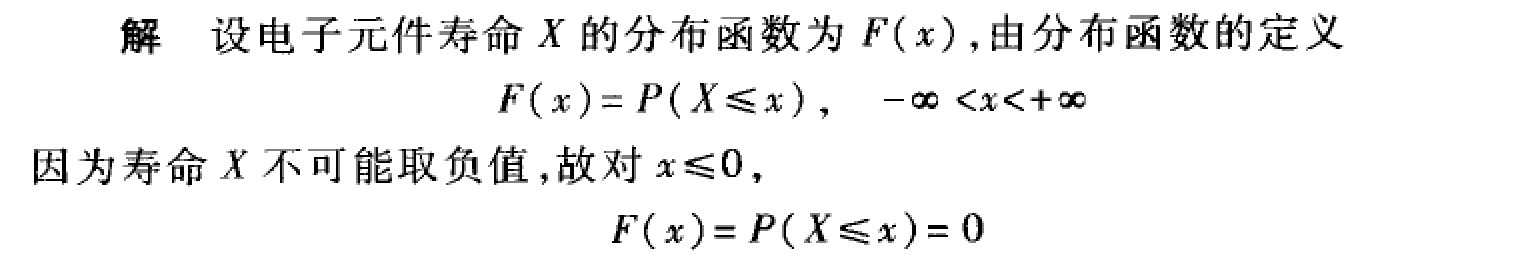 解 设电子元件寿命 X 的分布函数为 F(x),由分布函数的定义
F(x)=P(X⩽x), -∞<x<+∞
因为寿命 X 不可能取负值,故对 x⩽0,
F(x)=P(X⩽x)=0